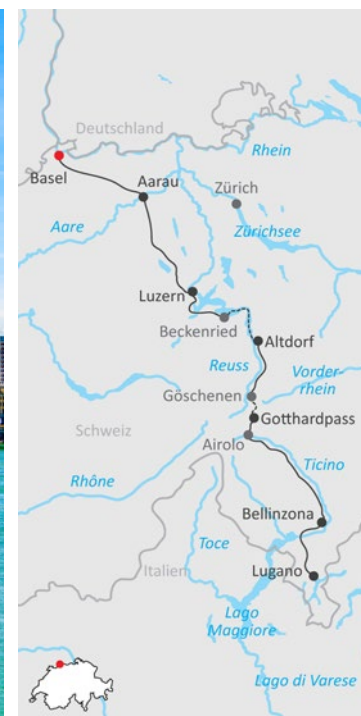 Deutschland
Rhein
Basel
Aarau
Zürich
Aare
Zürichsee
Luzern
Beckenried
Altdorf
Reuss
Vorder-
rhein
Göschenen
Gotthardpass
Schweiz
Airolo
Ticino
Rhône
Bellinzona
Toce
Italien
Lugano
Lago
Maggiore
Lago di Varese